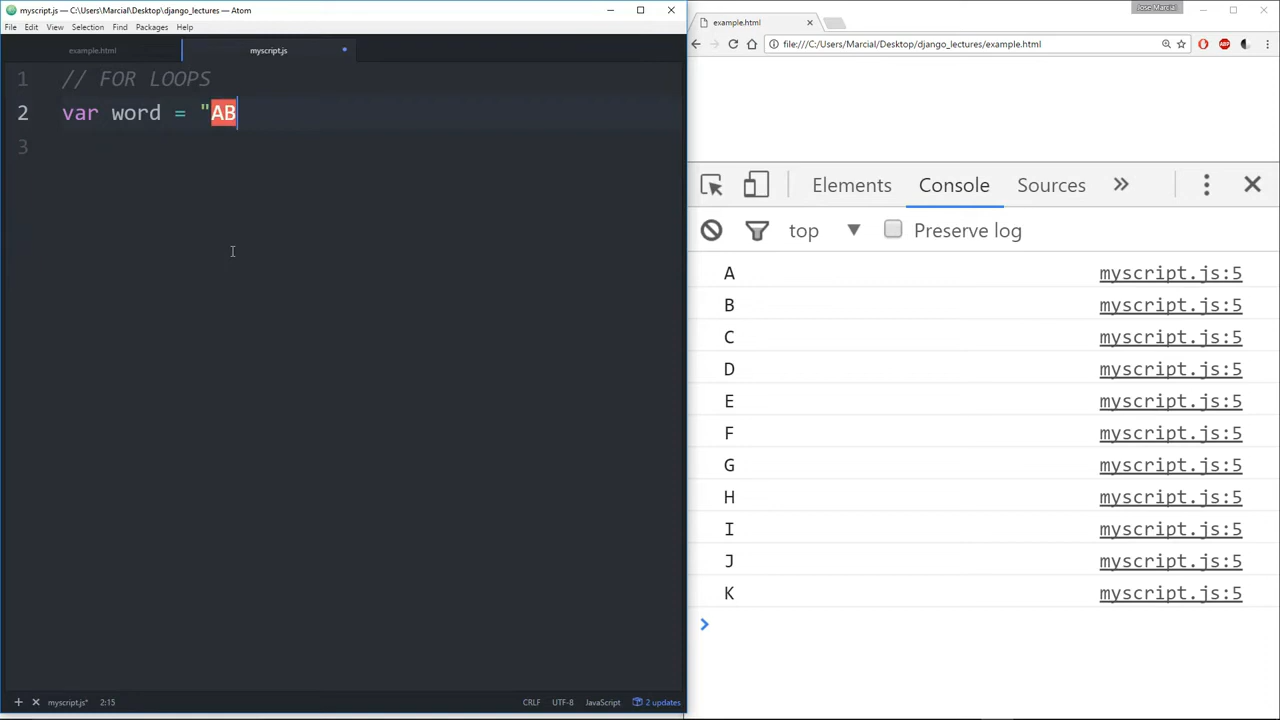 myscript.js — C:\Users\Marcial\Desktop\django_lectures — Atom
File Edit View Selection Find Packages Help
example.html
myscript.js
1 // FOR LOOPS
2 var word = "AB
3
myscript.js* 2:15
CRLF UTF-8 JavaScript 2 updates
Jose Marcial
example.html
file:///C:/Users/Marcial/Desktop/django_lectures/example.html
ABP
Elements Console Sources
top Preserve log
A myscript.js:5
B myscript.js:5
C myscript.js:5
D myscript.js:5
E myscript.js:5
F myscript.js:5
G myscript.js:5
H myscript.js:5
I myscript.js:5
J myscript.js:5
K myscript.js:5